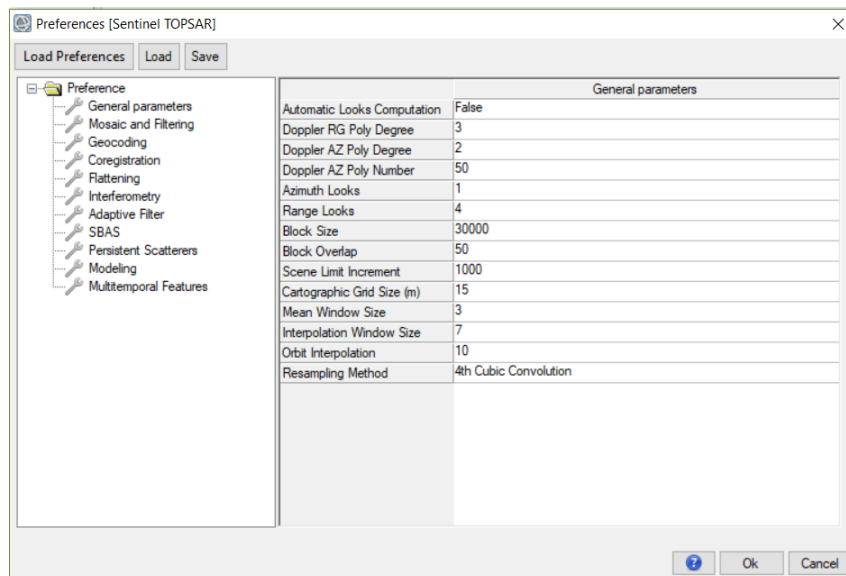 Preferences [Sentinel TOPSAR]
Load Preferences Load Save
Preference
General parameters
Mosaic and Filtering
Geocoding
Coregistration
Flattening
Interferometry
Adaptive Filter
SBAS
Persistent Scatterers
Modeling
Multitemporal Features
General parameters
Automatic Looks Computation False
Doppler RG Poly Degree 3
Doppler AZ Poly Degree 2
Doppler AZ Poly Number 50
Azimuth Looks 1
Range Looks 4
Block Size 30000
Block Overlap 50
Scene Limit Increment 1000
Cartographic Grid Size (m) 15
Mean Window Size 3
Interpolation Window Size 7
Orbit Interpolation 10
Resampling Method 4th Cubic Convolution
? Ok Cancel